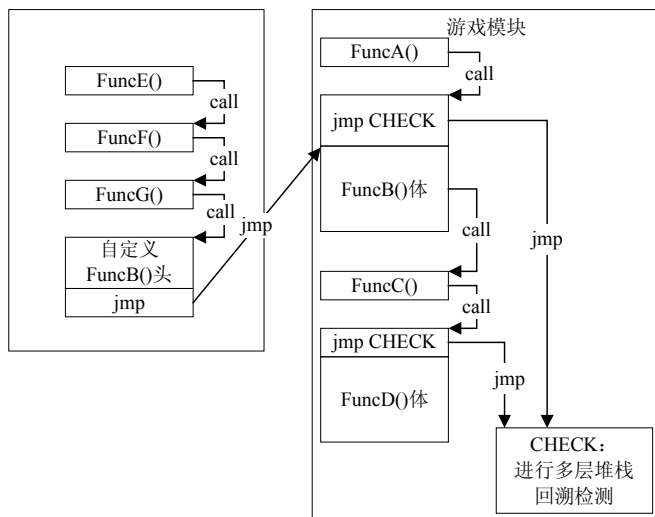 FuncE()
call
FuncF()
call
FuncG()
call
自定义
FuncB()头
jmp
jmp
游戏模块
FuncA()
call
jmp CHECK
FuncB()体
call
jmp
FuncC()
call
jmp CHECK
jmp
FuncD()体
CHECK：
进行多层堆栈
回溯检测